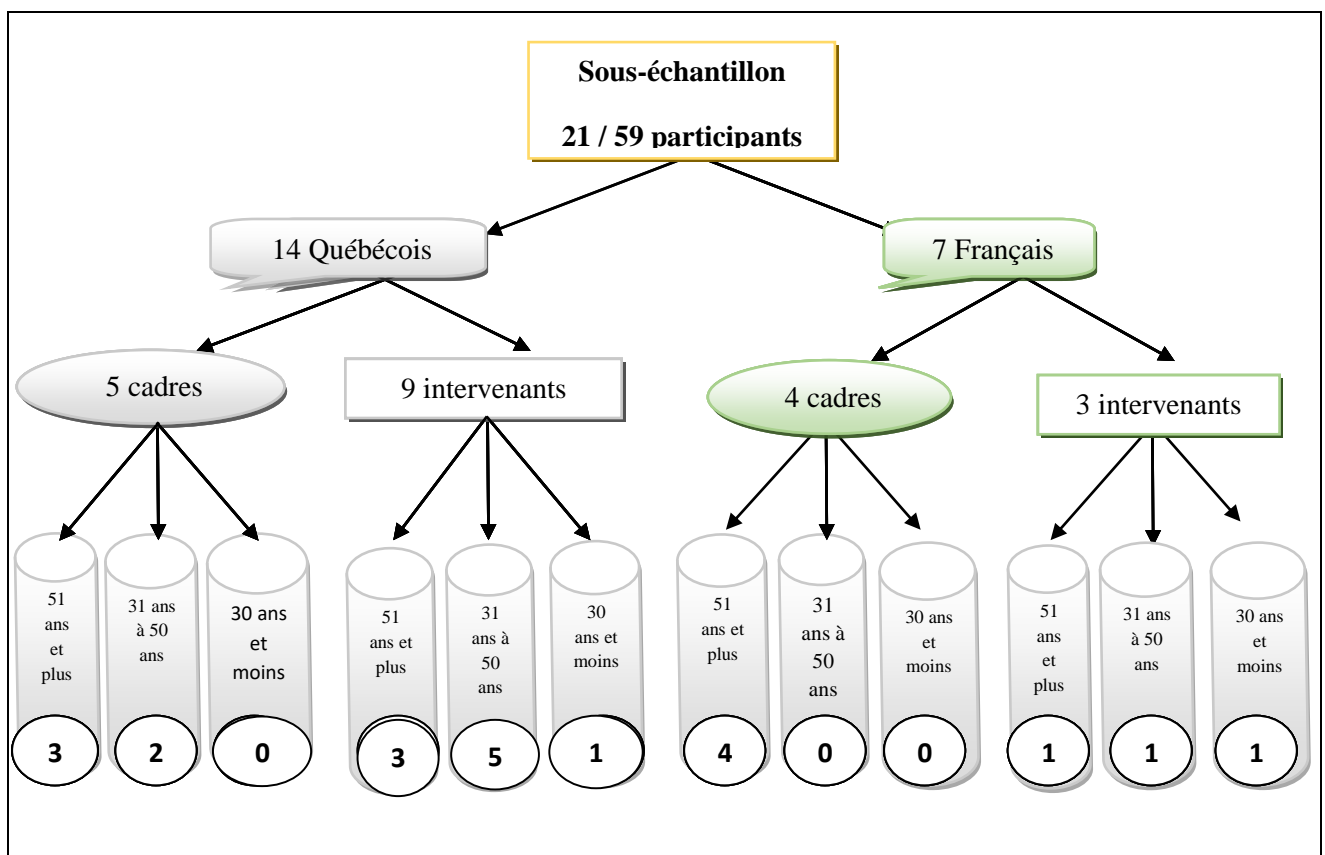 Sous-échantillon
21 / 59 participants
14 Québécois
7 Français
5 cadres
9 intervenants
4 cadres
3 intervenants
51
ans
et
plus
31 ans
à 50
ans
30 ans
et
moins
51
ans et
plus
31
ans à
50
ans
30
ans et
moins
51
ans et
plus
31
ans à
50
ans
30 ans
et
moins
51
ans
et
plus
31 ans
à 50
ans
30 ans
et
moins
3
2
0
3
5
1
4
0
0
1
1
1